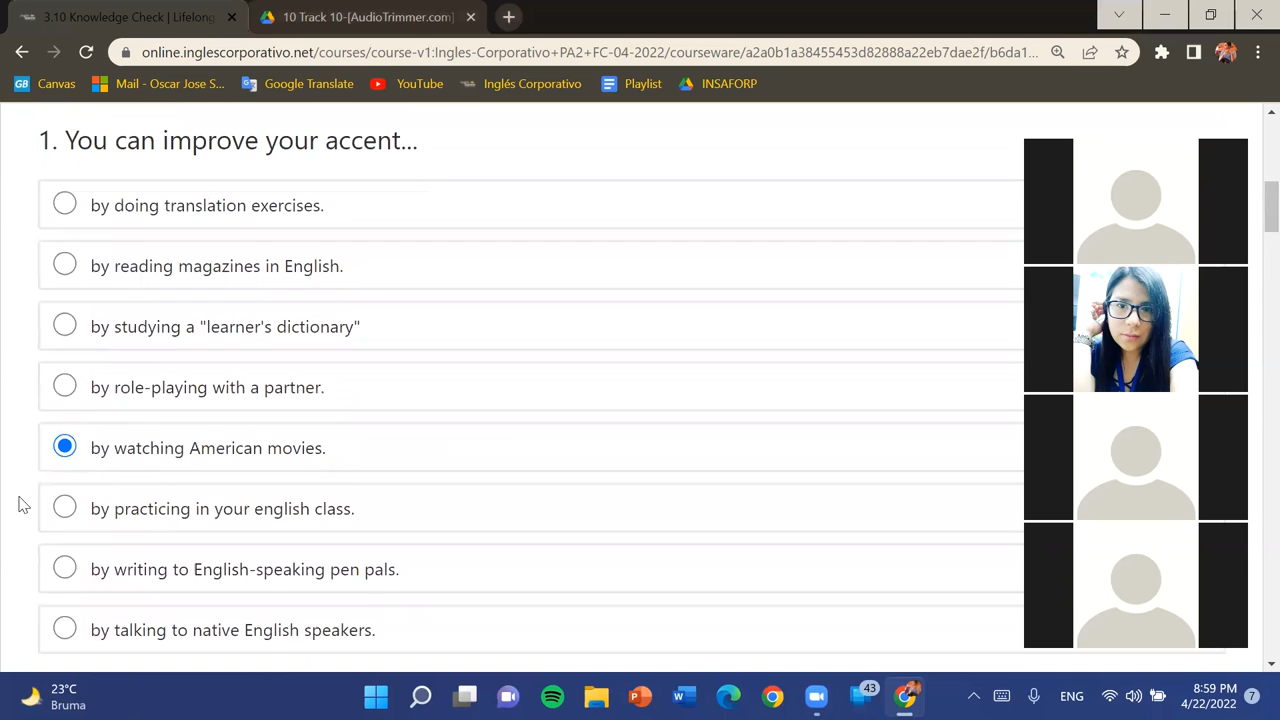 3.10 Knowledge Check | Lifelong
10 Track 10-[AudioTrimmer.com]
online.inglescorporativo.net/courses/course-v1:Ingles-Corporativo+PA2+FC-04-2022/courseware/a2a0b1a38455453d82888a22eb7dae2f/b6da1...
GB Canvas Mail - Oscar Jose S... Google Translate YouTube Inglés Corporativo Playlist INSAFORP
1. You can improve your accent...
by doing translation exercises.
by reading magazines in English.
by studying a "learner's dictionary"
by role-playing with a partner.
by watching American movies.
by practicing in your english class.
by writing to English-speaking pen pals.
by talking to native English speakers.
23°C
Bruma
43
ENG
8:59 PM
4/22/2022
7